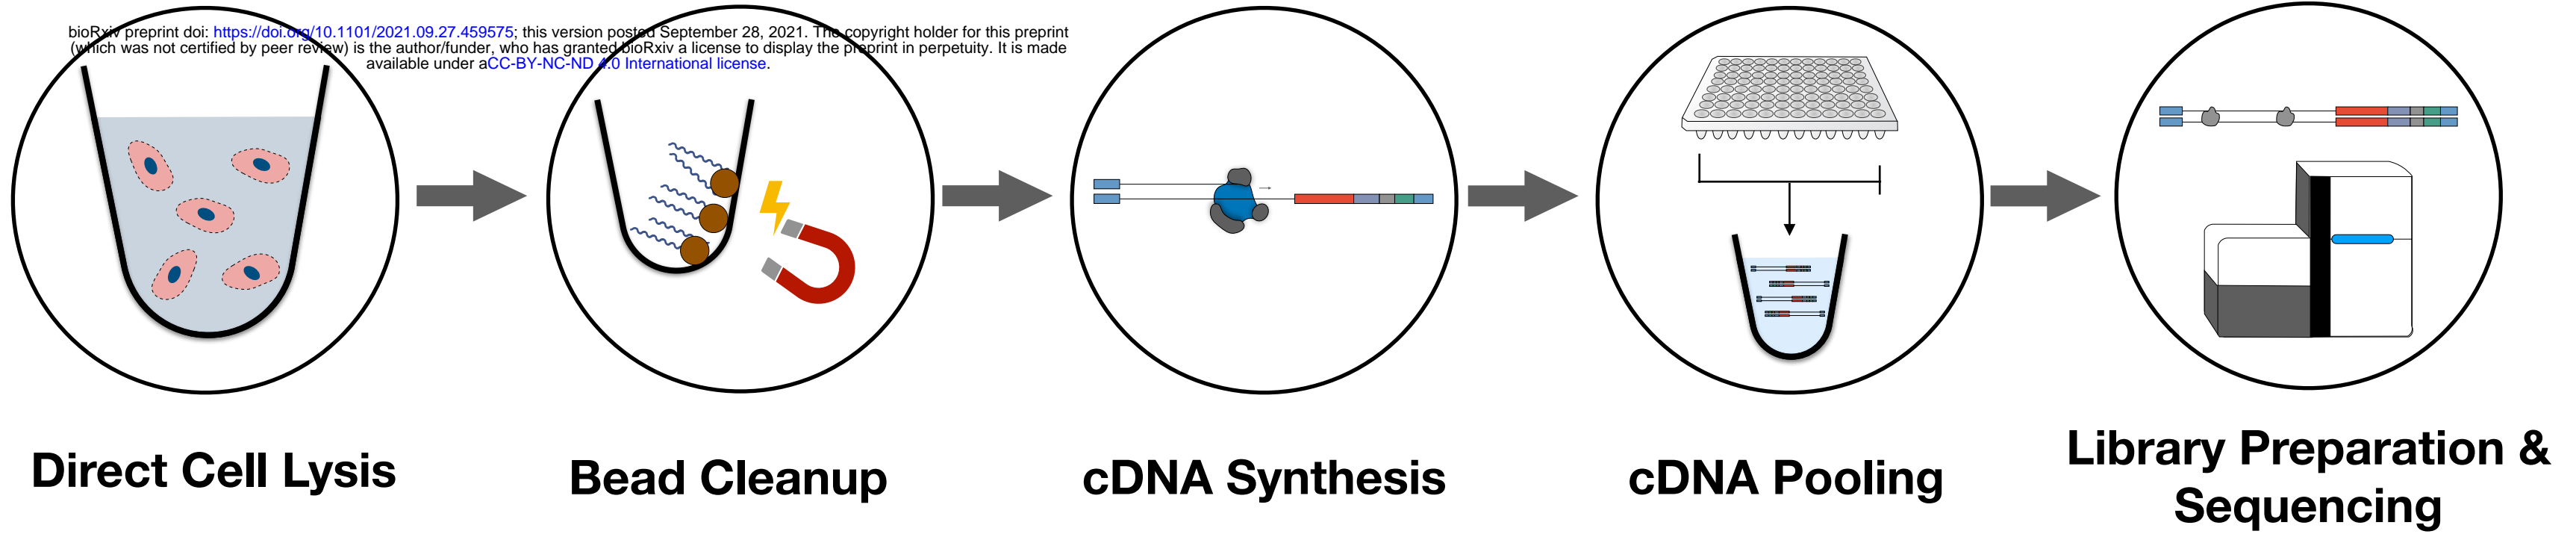 bioRxiv preprint doi: https://doi.org/10.1101/2021.09.27.459575; this version posted September 28, 2021. The copyright holder for this preprint
(which was not certified by peer review) is the author/funder, who has granted bioRxiv a license to display the preprint in perpetuity. It is made
available under aCC-BY-NC-ND 4.0 International license.
Direct Cell Lysis
Bead Cleanup
cDNA Synthesis
cDNA Pooling
Library Preparation &
Sequencing